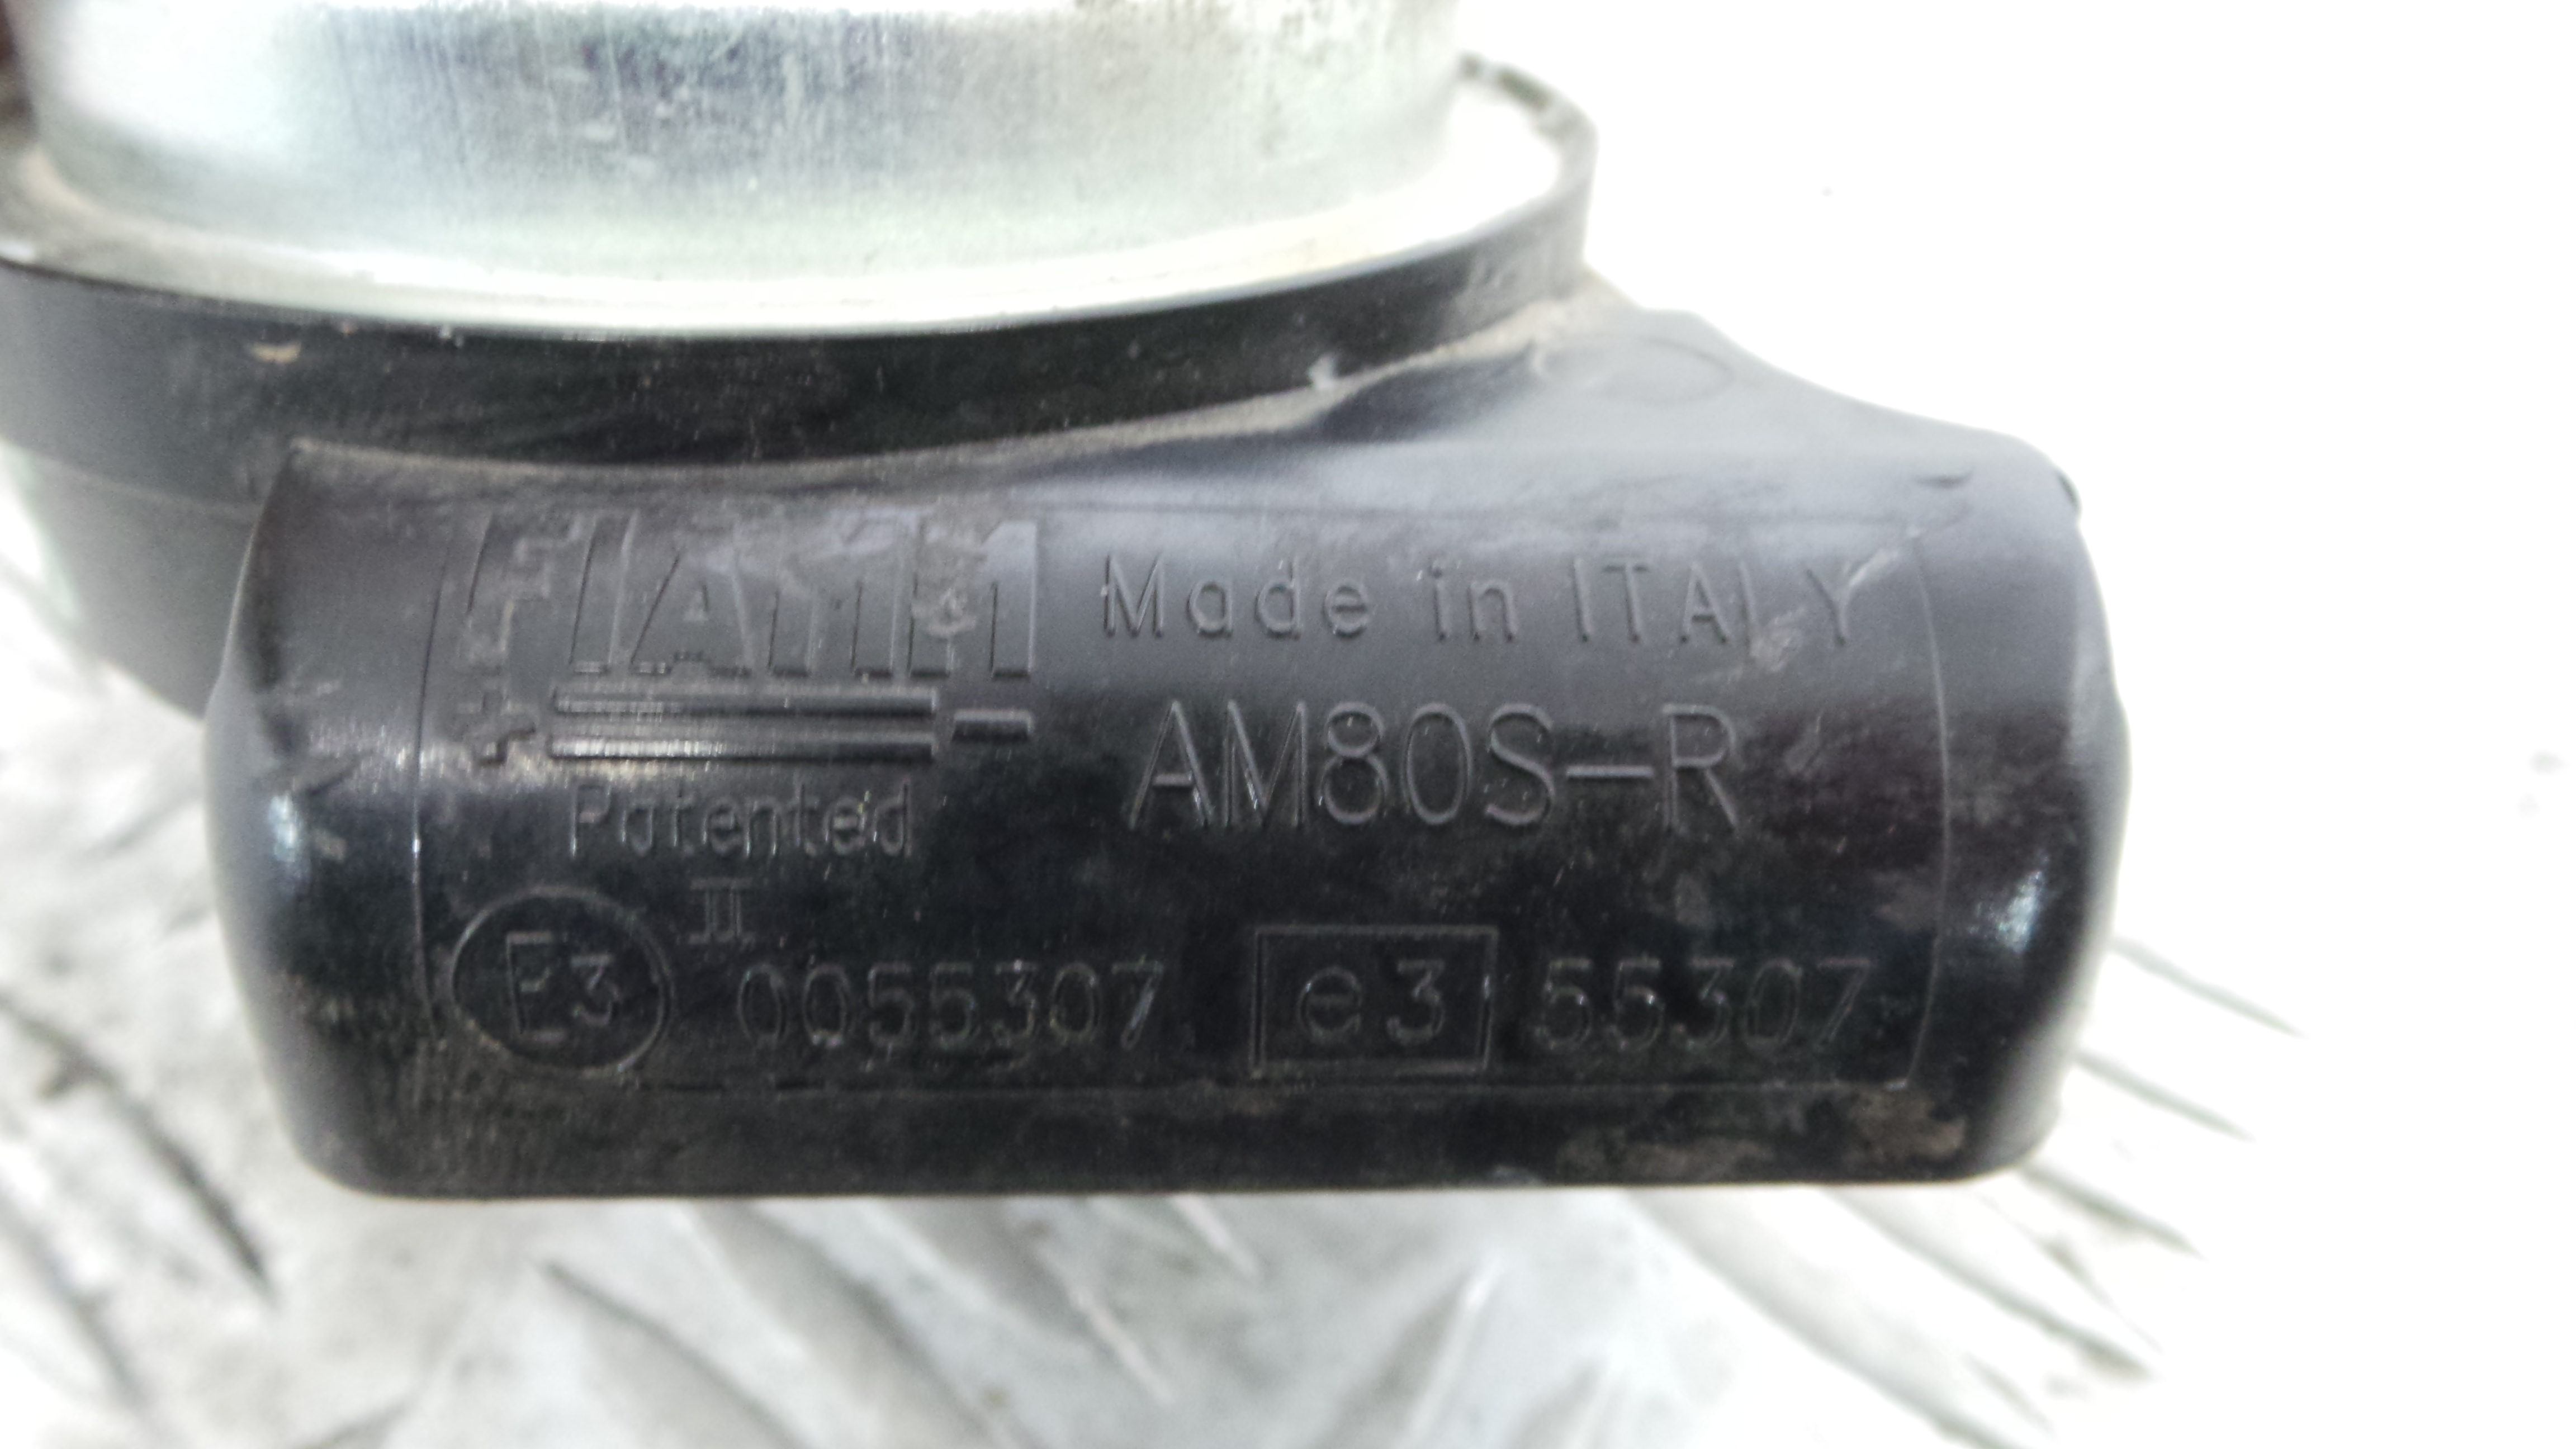 FIAMM Made in ITALY
AM80S-R
Patented
II
E3 0055307 e3 55307